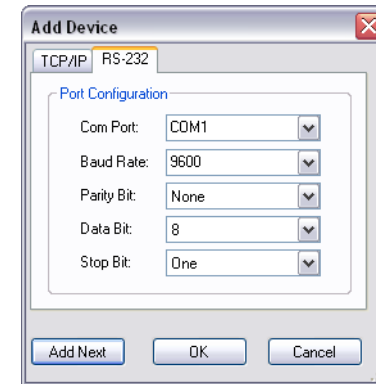 Add Device
TCP/IP RS-232
Port Configuration
Com Port: COM1
Baud Rate: 9600
Parity Bit: None
Data Bit: 8
Stop Bit: One
Add Next OK Cancel